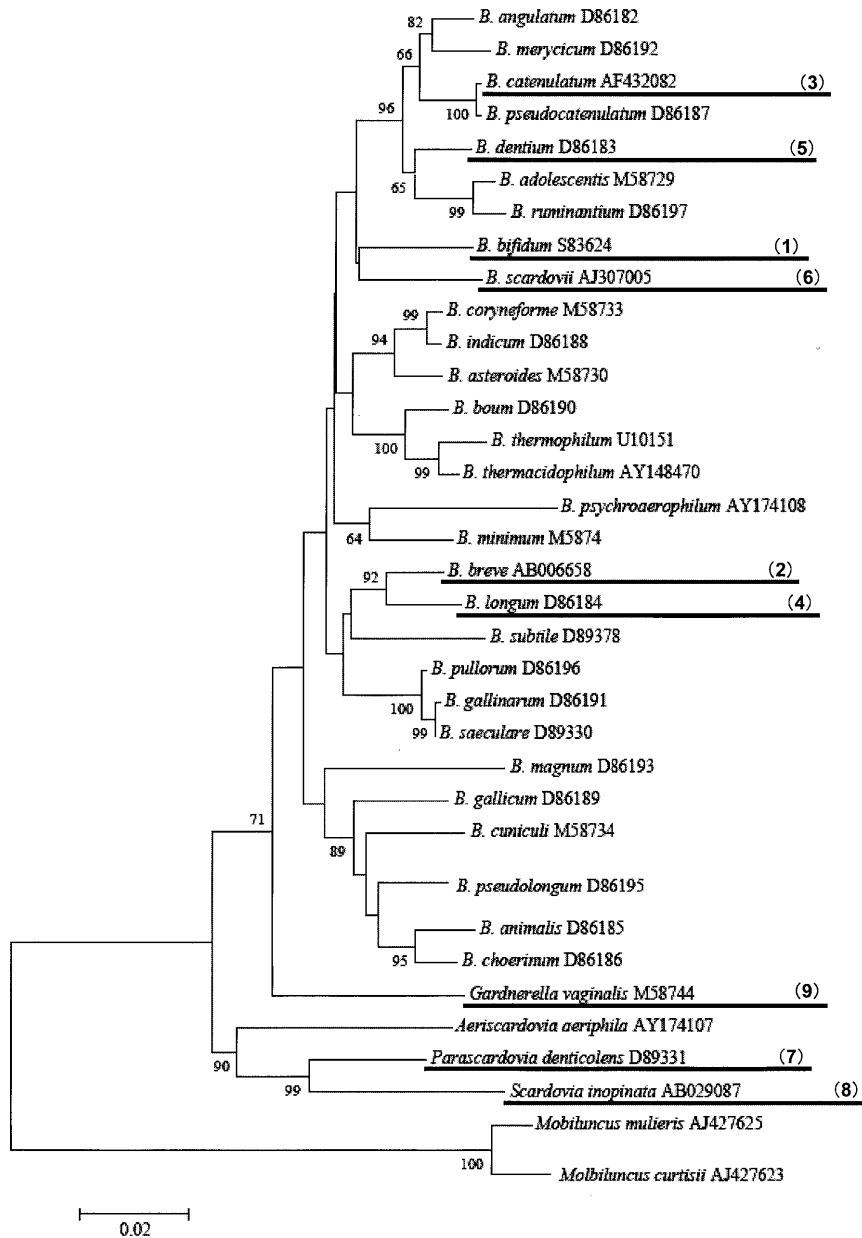 82
B. angulatum D86182
B. merycicum D86192
66
B. catenulatum AF432082 (3)
100
B. pseudocatenulatum D86187
96
B. dentium D86183 (5)
65
B. adolescentis M58729
99
B. ruminantium D86197
B. bifidum S83624 (1)
B. scardovii AJ307005 (6)
99
B. coryneforme M58733
94
B. indicum D86188
B. asteroides M58730
B. boum D86190
100
B. thermophilum U10151
99
B. thermacidophilum AY148470
B. psychroaerophilum AY174108
64
B. minimum M5874
92
B. breve AB006658 (2)
B. longum D86184 (4)
B. subtile D89378
B. pullorum D86196
100
B. gallinarum D86191
99
B. saeculare D89330
B. magnum D86193
B. gallicum D86189
71
B. cuniculi M58734
89
B. pseudolongum D86195
B. animalis D86185
95
B. choerinum D86186
Gardnerella vaginalis M58744 (9)
Aeriscardovia aeriphila AY174107
90
Parascardovia denticolens D89331 (7)
99
Scardovia inopinata AB029087 (8)
Mobiluncus mulieris AJ427625
100
Molbiluncus curtisii AJ427623
0.02